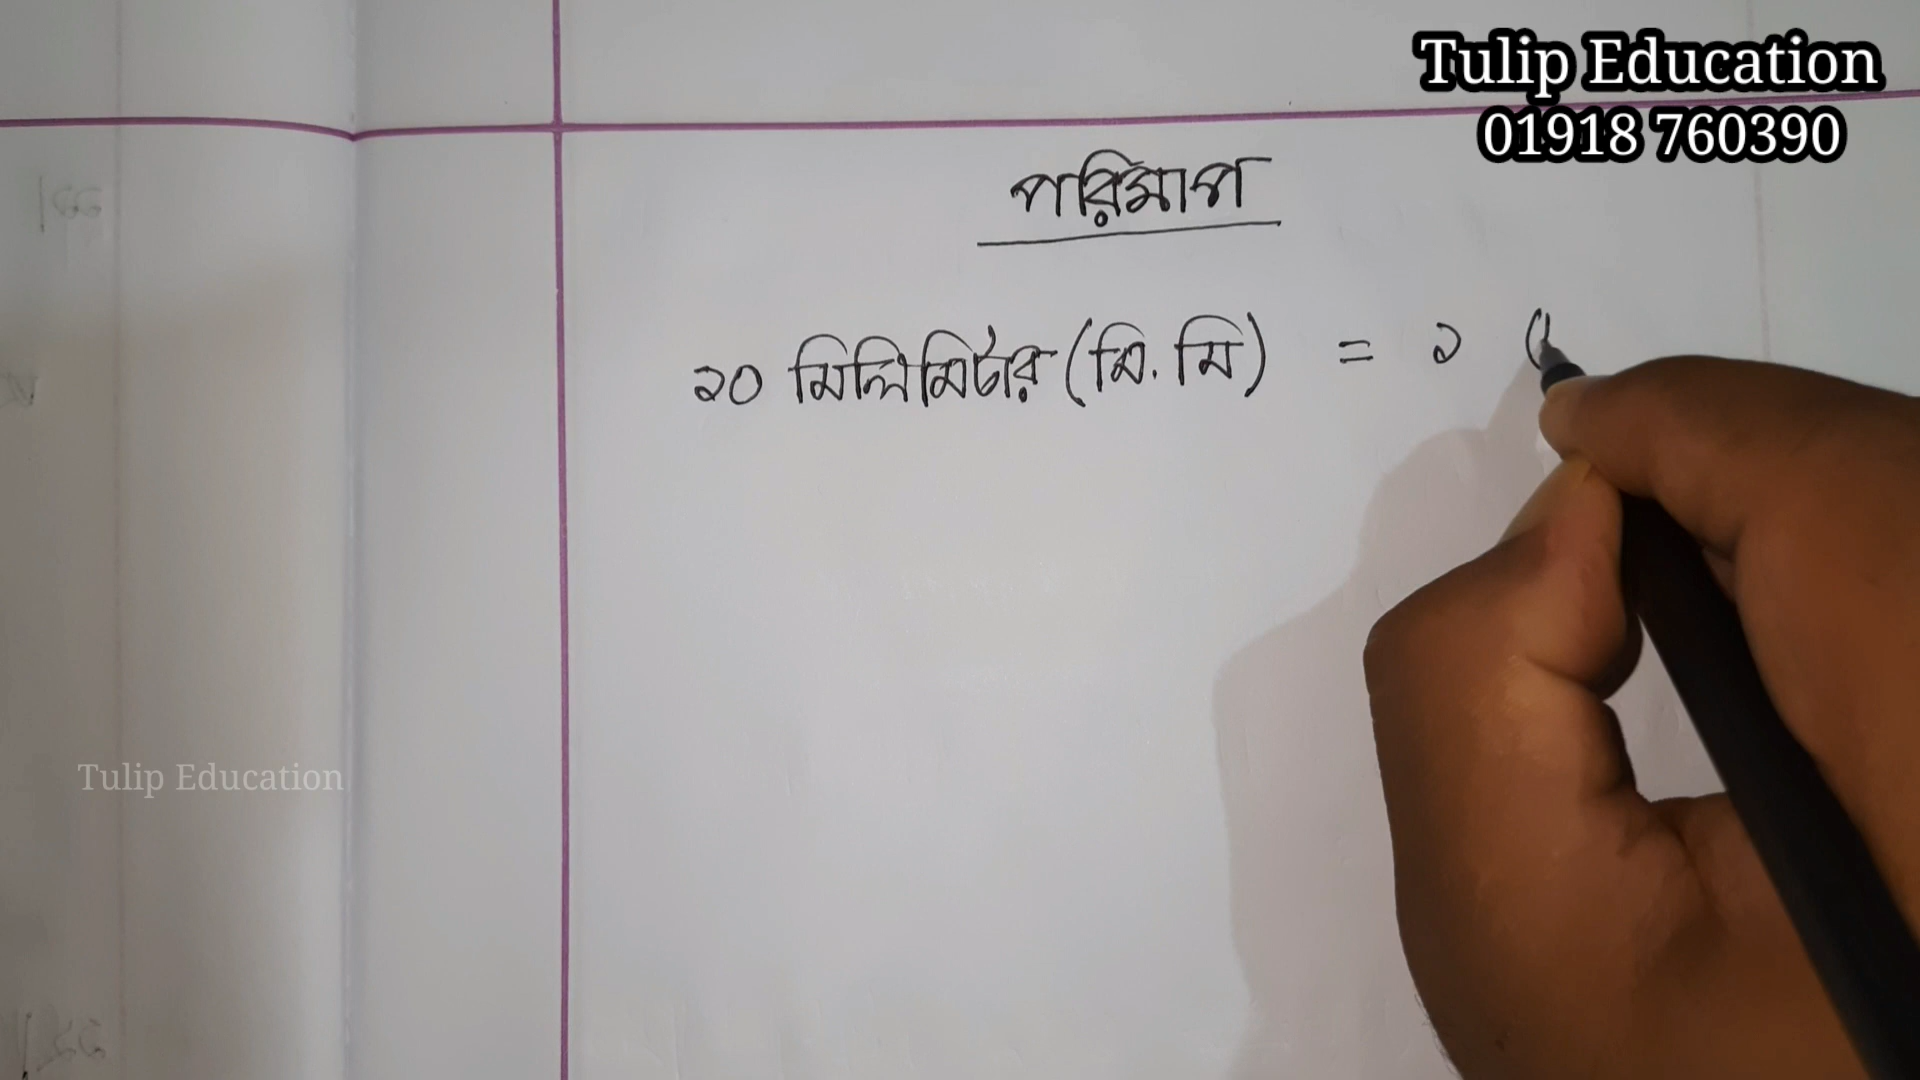 Tulip Education
01918 760390
পরিমাপ
১০ মিলিমিটার (মি. মি) = ১
Tulip Education